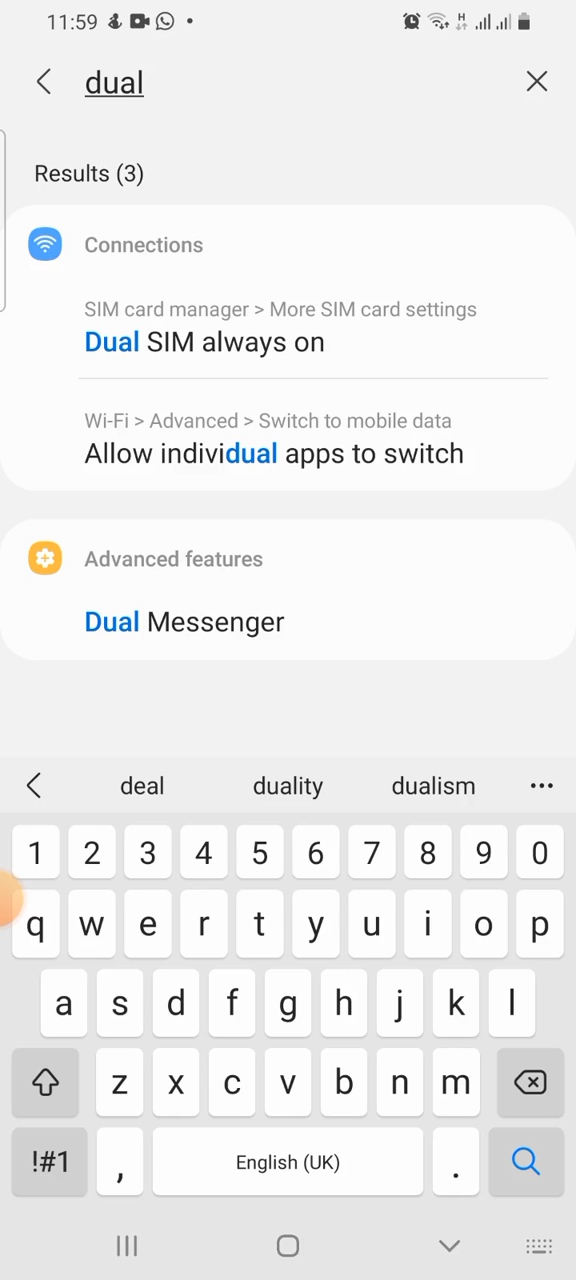 11:59
H
dual
Results (3)
Connections
SIM card manager > More SIM card settings
Dual SIM always on
Wi-Fi > Advanced > Switch to mobile data
Allow individual apps to switch
Advanced features
Dual Messenger
deal duality dualism
1 2 3 4 5 6 7 8 9 0
q w e r t y u i o p
a s d f g h j k l
z x c v b n m
!#1 , English (UK) .